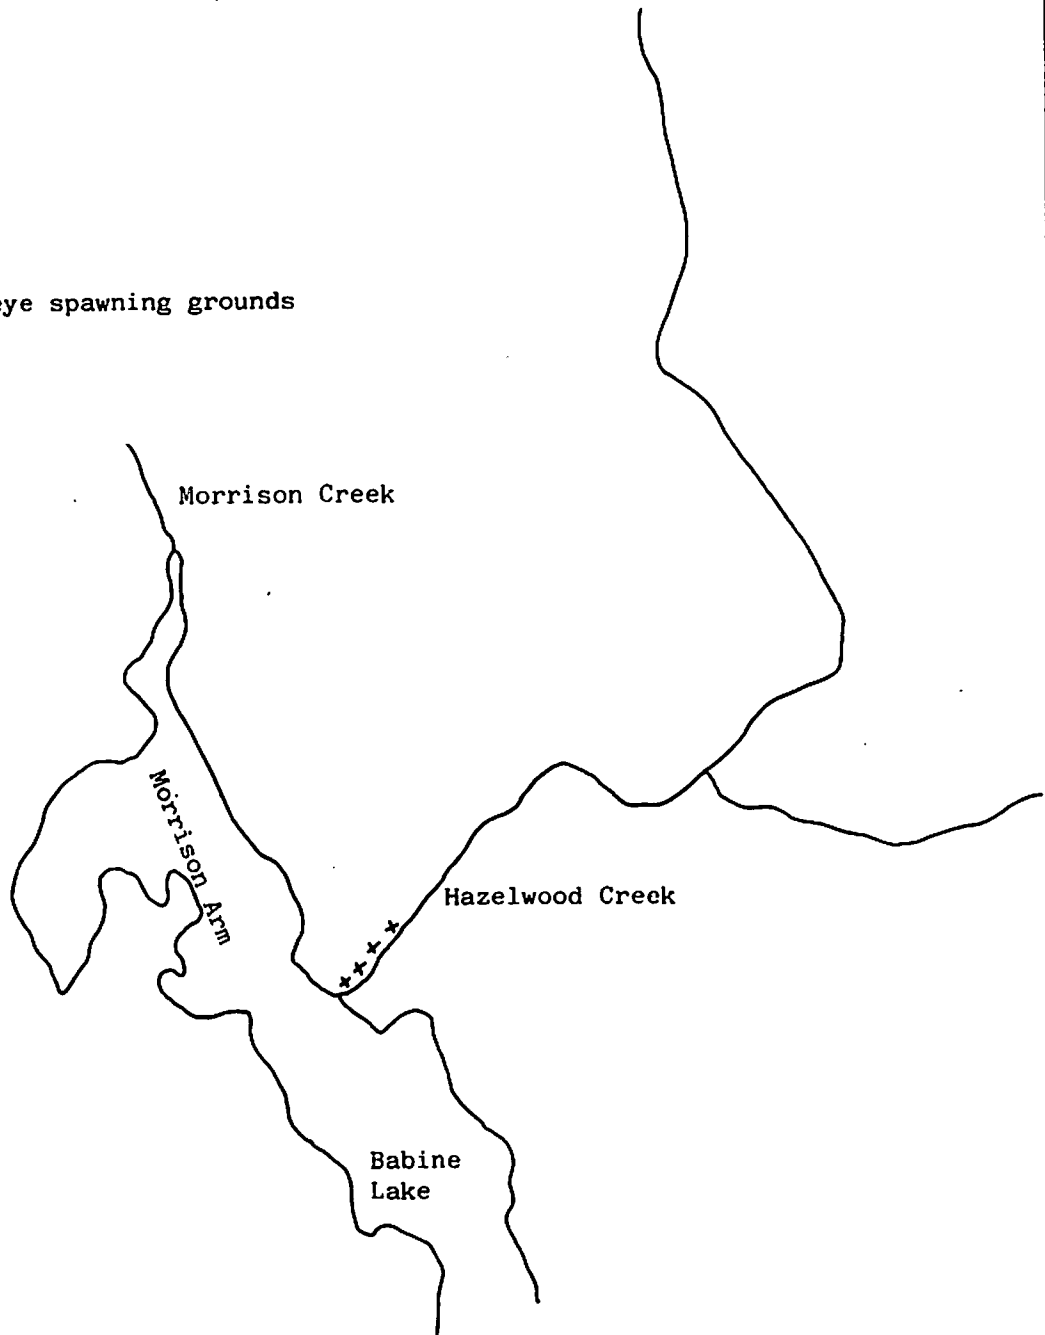 eye spawning grounds
Morrison Creek
Morrison Arm
Hazelwood Creek
Babine
Lake